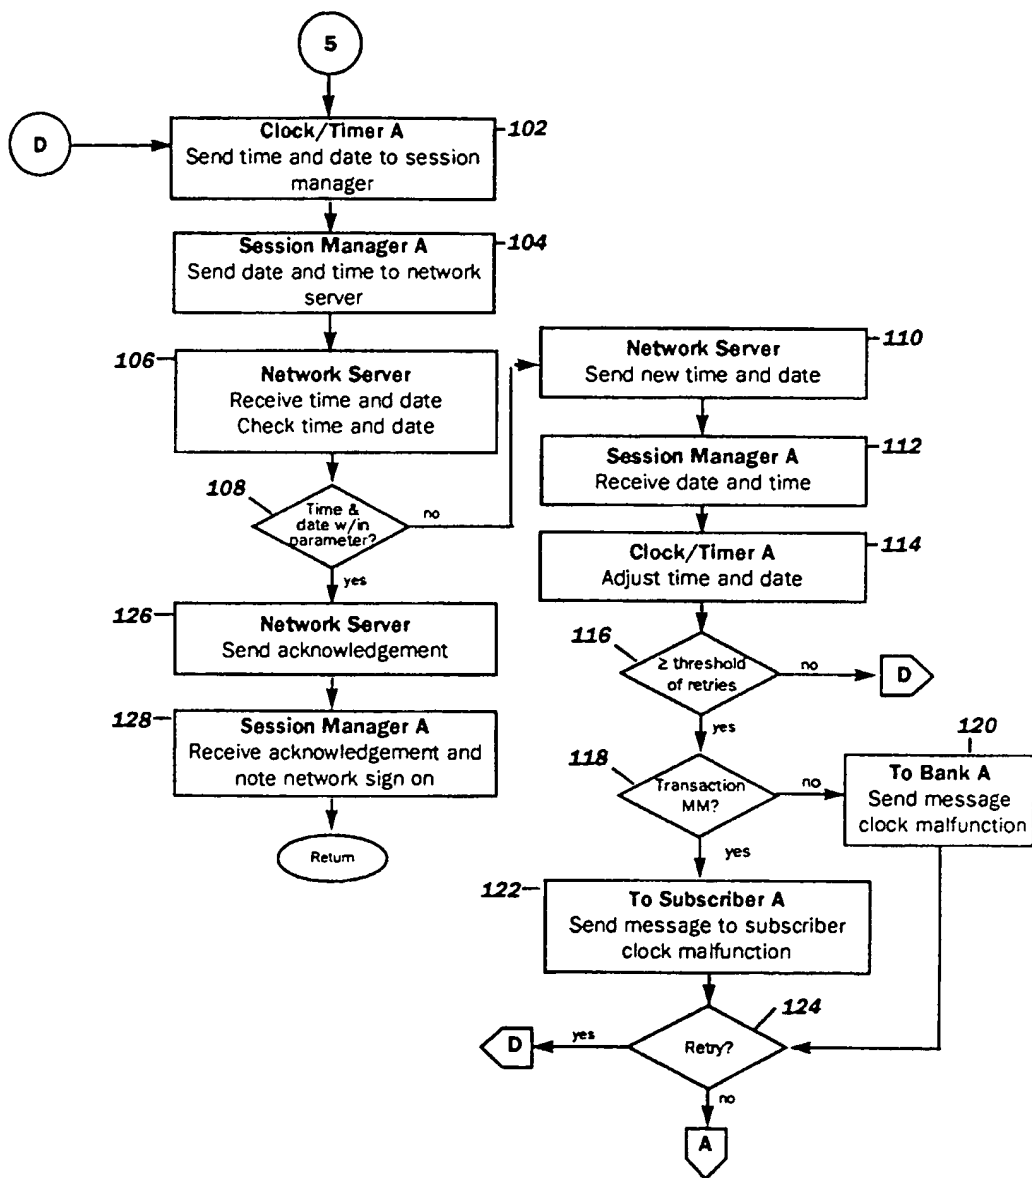 5
D
Clock/Timer A
102
Send time and date to session
manager
Session Manager A
104
Send date and time to network
server
106
Network Server
Receive time and date
Check time and date
108
Time &
date w/in
parameter?
no
yes
126
Network Server
Send acknowledgement
128
Session Manager A
Receive acknowledgement and
note network sign on
Return
Network Server
110
Send new time and date
Session Manager A
112
Receive date and time
Clock/Timer A
114
Adjust time and date
116
≥ threshold
of retries
no
D
yes
118
Transaction
MM?
no
yes
120
To Bank A
Send message
clock malfunction
122
To Subscriber A
Send message to subscriber
clock malfunction
124
Retry?
yes
D
no
A